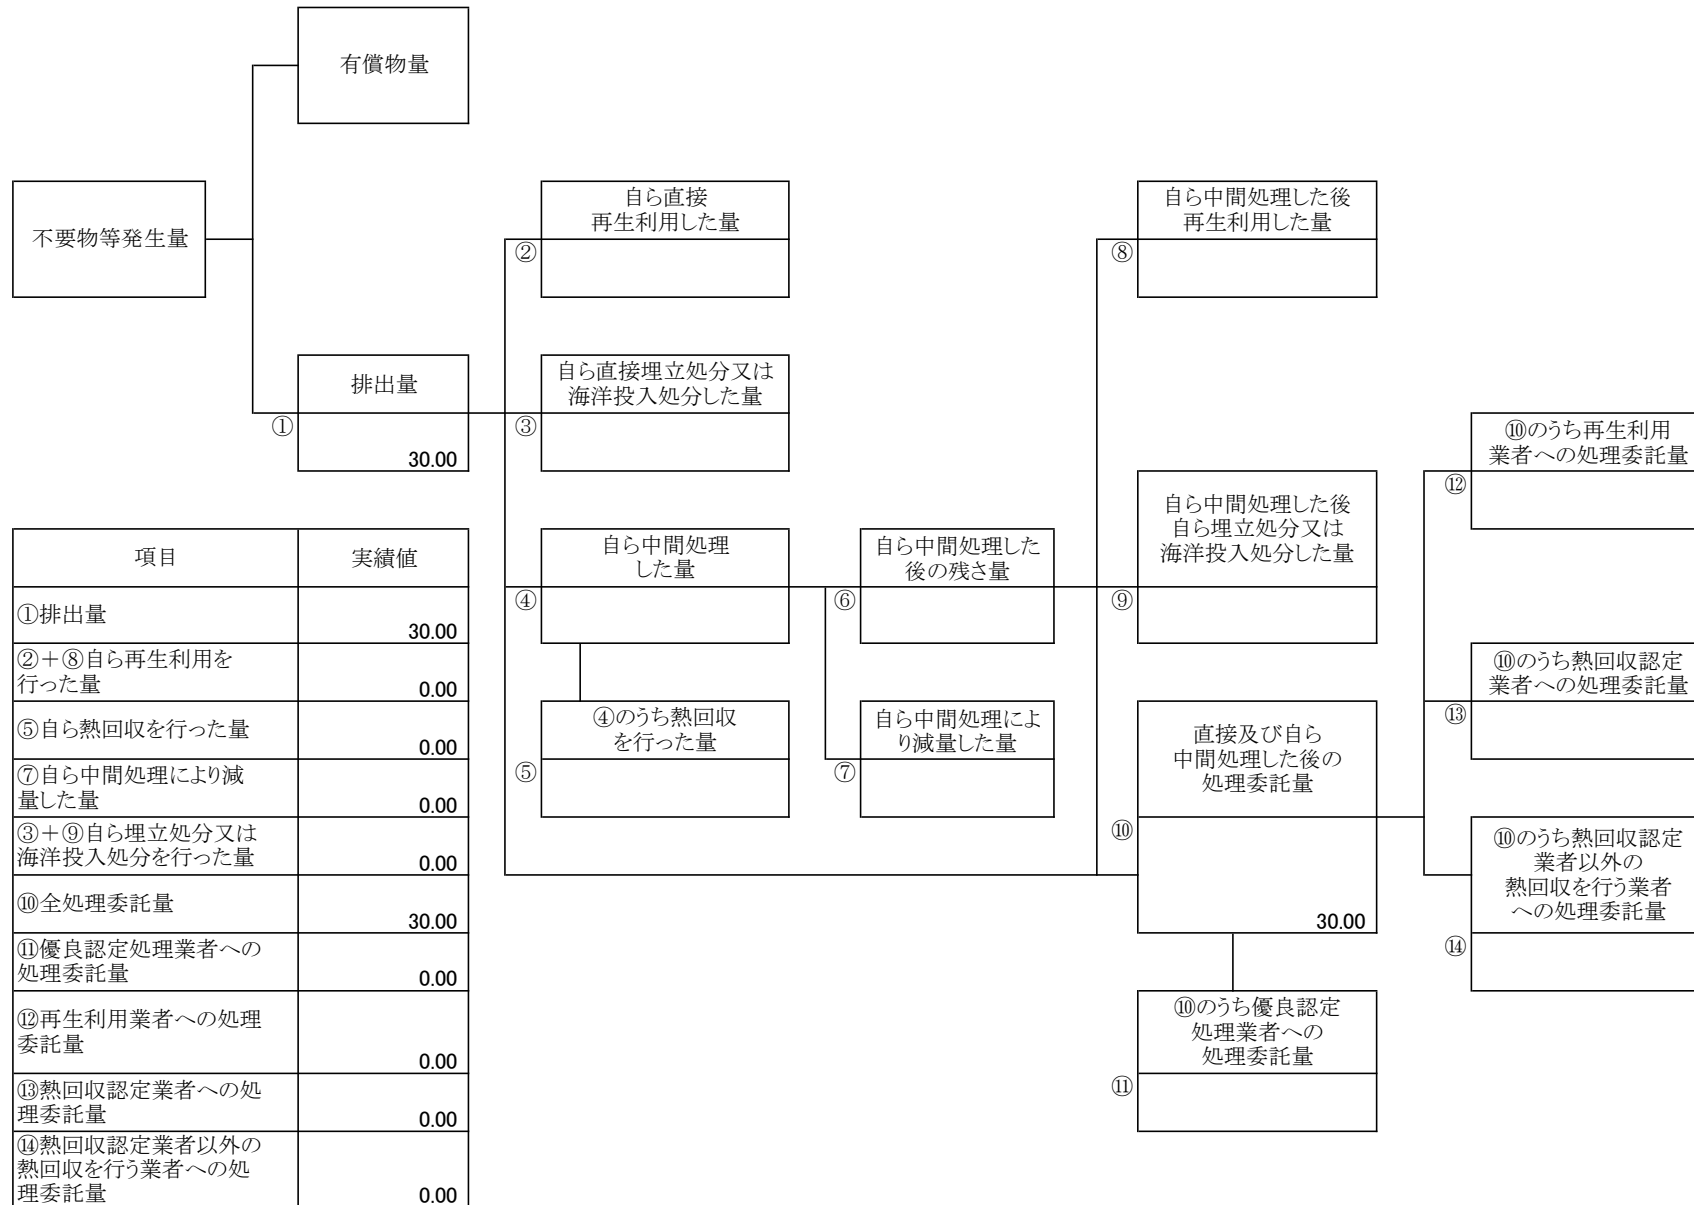 有償物量
不要物等発生量
自ら直接
再生利用した量
②
自ら中間処理した後
再生利用した量
⑧
排出量
①
30.00
自ら直接埋立処分又は
海洋投入処分した量
③
⑩のうち再生利用
業者への処理委託量
⑫
自ら中間処理
した量
④
自ら中間処理した
後の残さ量
⑥
自ら中間処理した後
自ら埋立処分又は
海洋投入処分した量
⑨
⑩のうち熱回収認定
業者への処理委託量
⑬
④のうち熱回収
を行った量
⑤
自ら中間処理によ
り減量した量
⑦
直接及び自ら
中間処理した後の
処理委託量
⑩
30.00
⑩のうち熱回収認定
業者以外の
熱回収を行う業者
への処理委託量
⑭
⑩のうち優良認定
処理業者への
処理委託量
⑪
項目
実績値
①排出量
30.00
②+⑧自ら再生利用を
行った量
0.00
⑤自ら熱回収を行った量
0.00
⑦自ら中間処理により減
量した量
0.00
③+⑨自ら埋立処分又は
海洋投入処分を行った量
0.00
⑩全処理委託量
30.00
⑪優良認定処理業者への
処理委託量
0.00
⑫再生利用業者への処理
委託量
0.00
⑬熱回収認定業者への処
理委託量
0.00
⑭熱回収認定業者以外の
熱回収を行う業者への処
理委託量
0.00